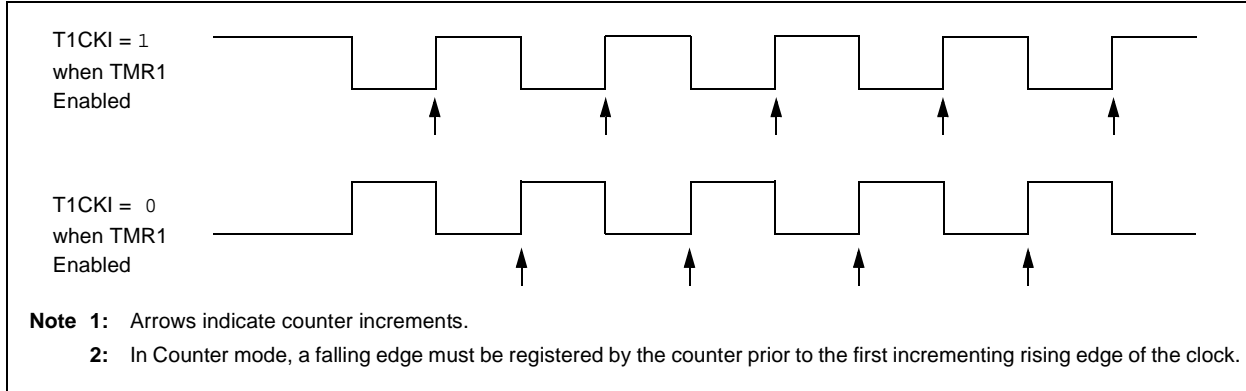 T1CKI = 1
when TMR1
Enabled
T1CKI = 0
when TMR1
Enabled
Note 1: Arrows indicate counter increments.
2: In Counter mode, a falling edge must be registered by the counter prior to the first incrementing rising edge of the clock.